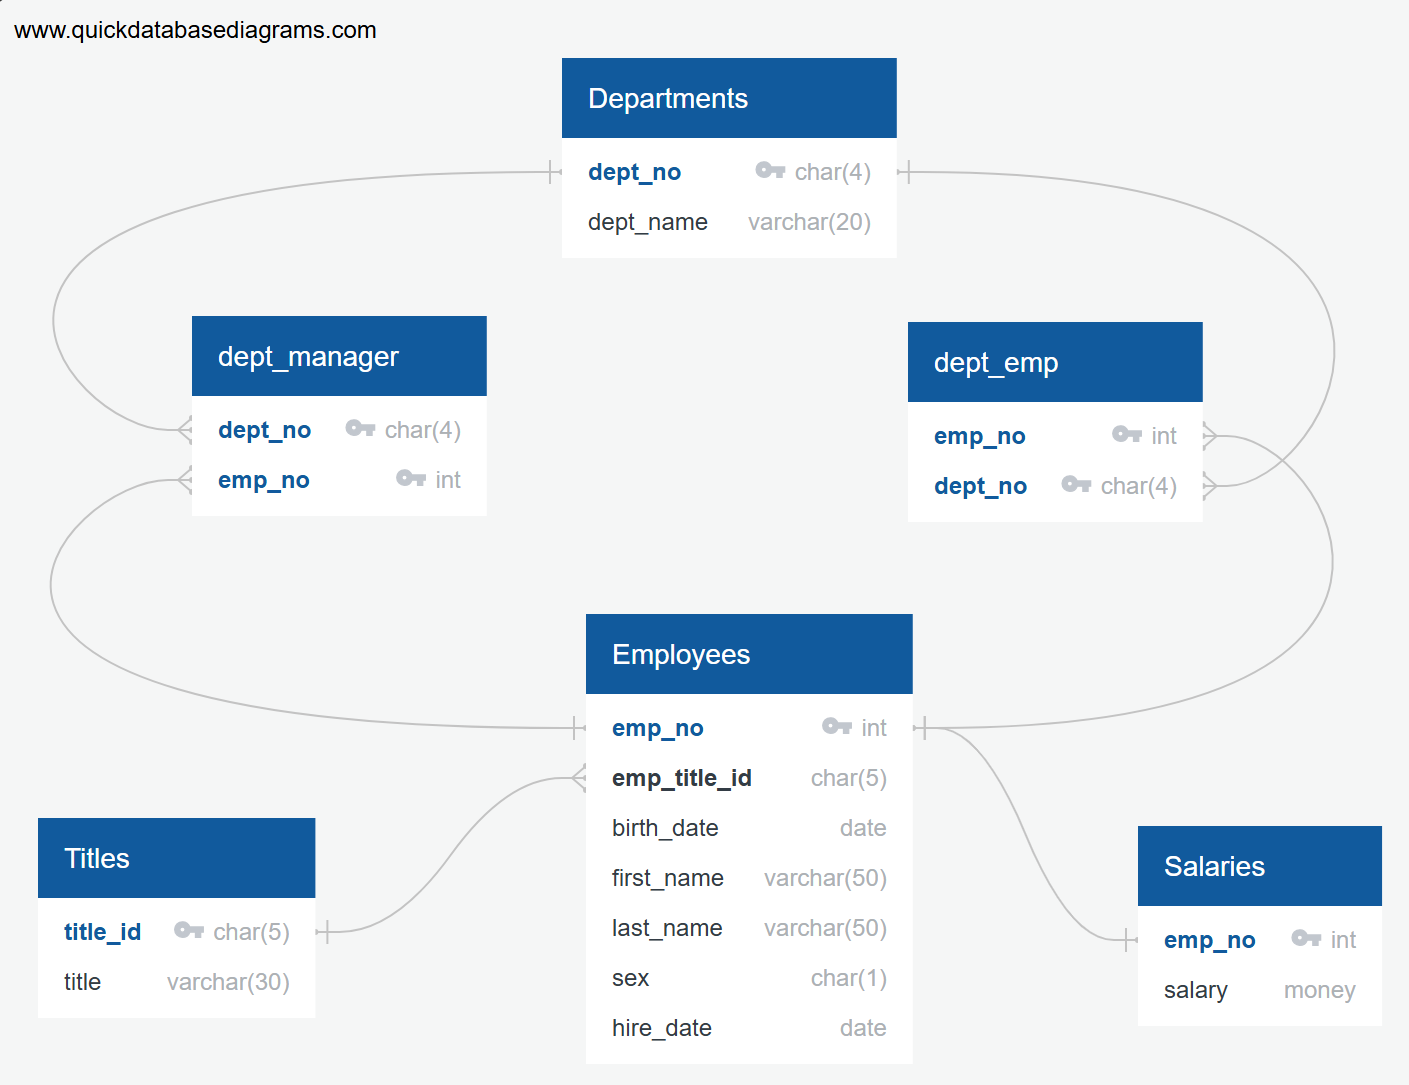 www.quickdatabasediagrams.com
Departments
dept_no char(4)
dept_name varchar(20)
dept_manager
dept_no char(4)
emp_no int
dept_emp
emp_no int
dept_no char(4)
Employees
emp_no int
emp_title_id char(5)
birth_date date
first_name varchar(50)
last_name varchar(50)
sex char(1)
hire_date date
Titles
title_id char(5)
title varchar(30)
Salaries
emp_no int
salary money